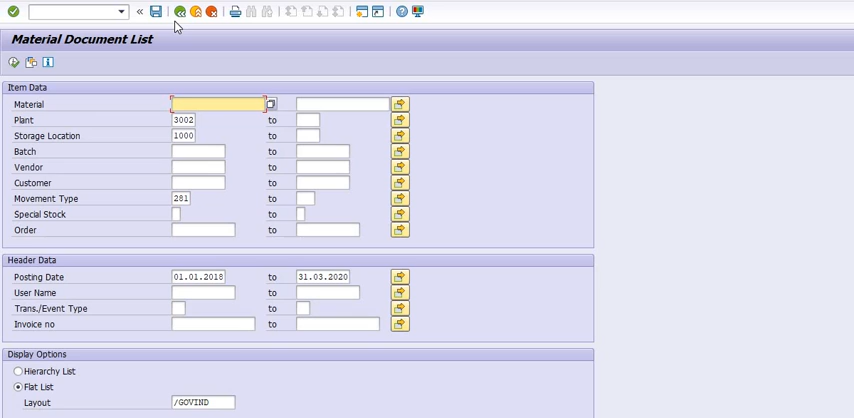 Material Document List
Item Data
Material
Plant 3002 to
Storage Location 1000 to
Batch to
Vendor to
Customer to
Movement Type 281 to
Special Stock to
Order to
Header Data
Posting Date 01.01.2018 to 31.03.2020
User Name to
Trans./Event Type to
Invoice no to
Display Options
Hierarchy List
Flat List
Layout /GOVIND